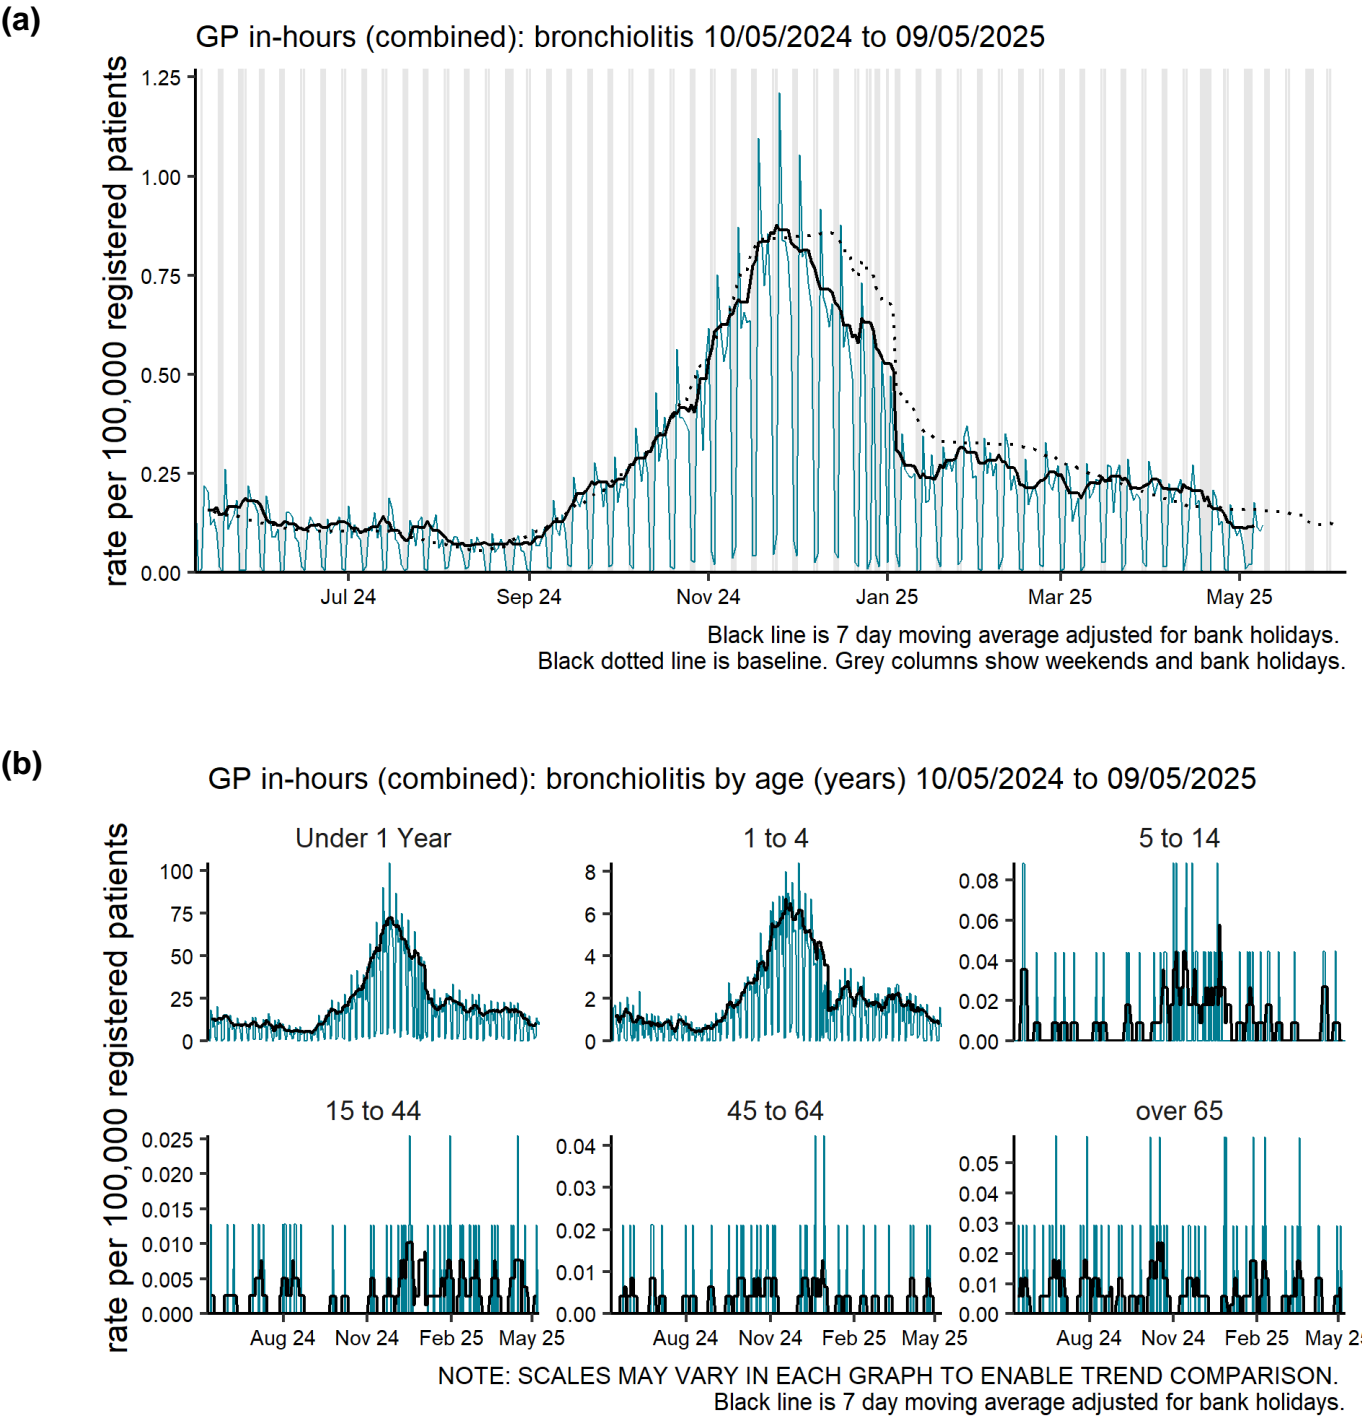 (a)
GP in-hours (combined): bronchiolitis 10/05/2024 to 09/05/2025
rate per 100,000 registered patients
1.25
1.00
0.75
0.50
0.25
0.00
Jul 24 Sep 24 Nov 24 Jan 25 Mar 25 May 25
Black line is 7 day moving average adjusted for bank holidays.
Black dotted line is baseline. Grey columns show weekends and bank holidays.
(b)
GP in-hours (combined): bronchiolitis by age (years) 10/05/2024 to 09/05/2025
rate per 100,000 registered patients
Under 1 Year
100
75
50
25
0
1 to 4
8
6
4
2
0
5 to 14
0.08
0.06
0.04
0.02
0.00
15 to 44
0.025
0.020
0.015
0.010
0.005
0.000
Aug 24 Nov 24 Feb 25 May 25
45 to 64
0.04
0.03
0.02
0.01
0.00
Aug 24 Nov 24 Feb 25 May 25
over 65
0.05
0.04
0.03
0.02
0.01
0.00
Aug 24 Nov 24 Feb 25 May 25
NOTE: SCALES MAY VARY IN EACH GRAPH TO ENABLE TREND COMPARISON.
Black line is 7 day moving average adjusted for bank holidays.